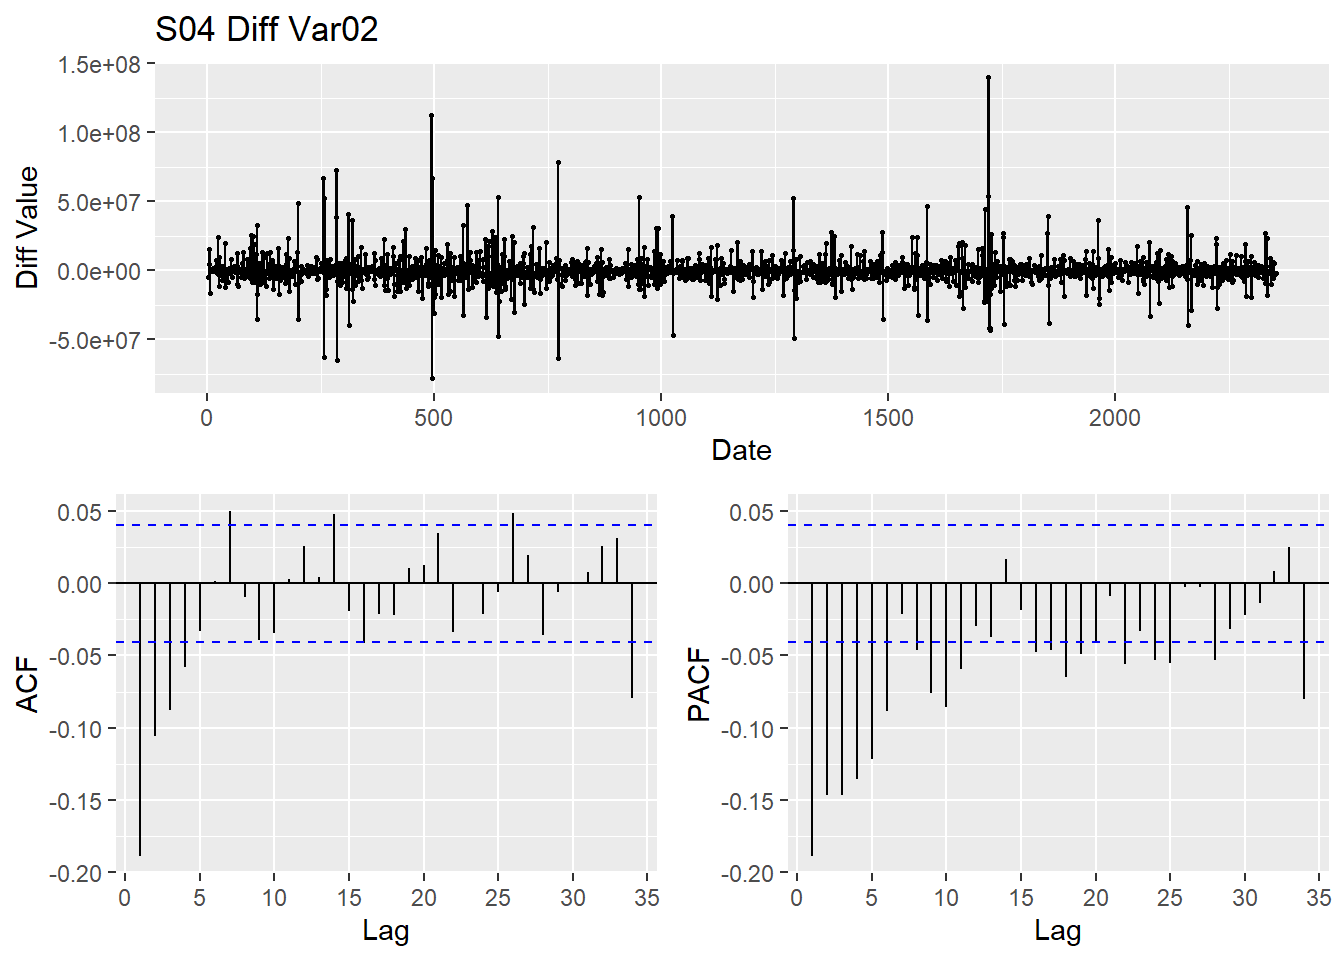 S04 Diff Var02
1.5e+08
1.0e+08
5.0e+07
0.0e+00
-5.0e+07
Diff Value
0 500 1000 1500 2000
Date
0.05
0.00
-0.05
-0.10
-0.15
-0.20
ACF
0 5 10 15 20 25 30 35
Lag
0.05
0.00
-0.05
-0.10
-0.15
-0.20
PACF
0 5 10 15 20 25 30 35
Lag